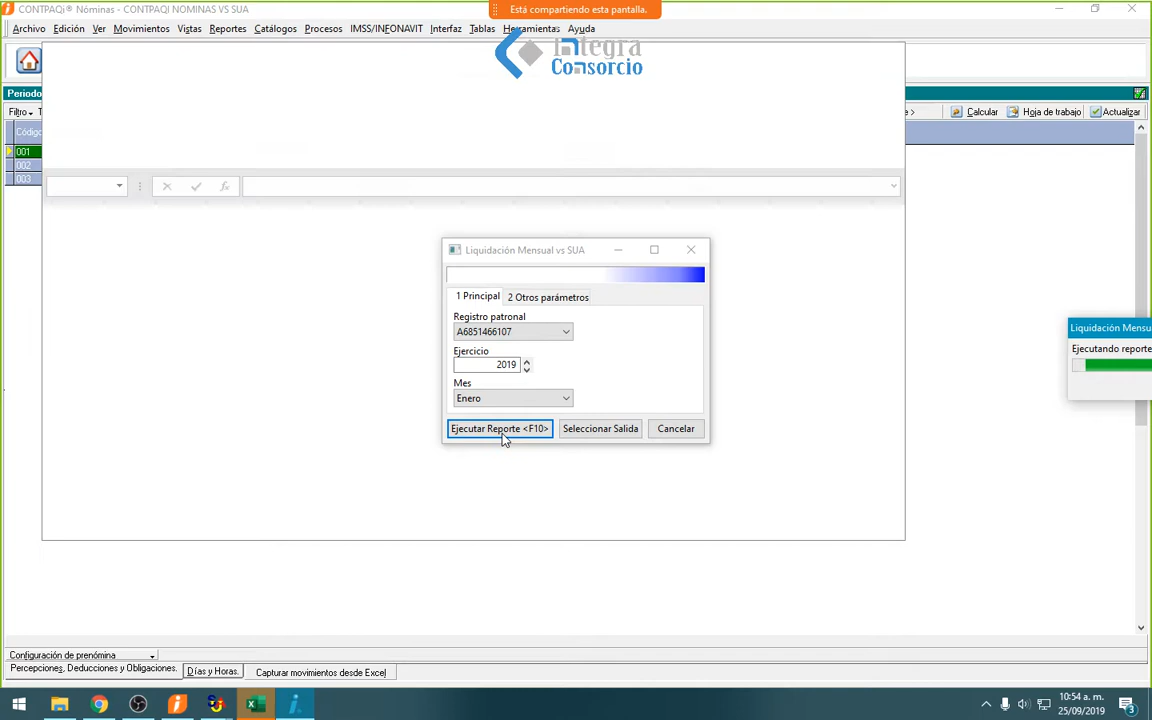 CONTPAQi Nóminas - CONTPAQI NOMINAS VS SUA
Está compartiendo esta pantalla.
Archivo Edición Ver Movimientos Vistas Reportes Catálogos Procesos IMSS/INFONAVIT Interfaz Tablas Herramientas Ayuda
Integra
Consorcio
Periodo
Filtro T
e > Calcular Hoja de trabajo Actualizar
Código
001
002
003
fx
Liquidación Mensual vs SUA
1 Principal 2 Otros parámetros
Registro patronal
A6851466107
Ejercicio
2019
Mes
Enero
Ejecutar Reporte <F10> Seleccionar Salida Cancelar
Liquidación Mensu
Ejecutando reporte
Configuración de prenómina
Percepciones, Deducciones y Obligaciones. Días y Horas. Capturar movimientos desde Excel
10:54 a. m.
25/09/2019
3